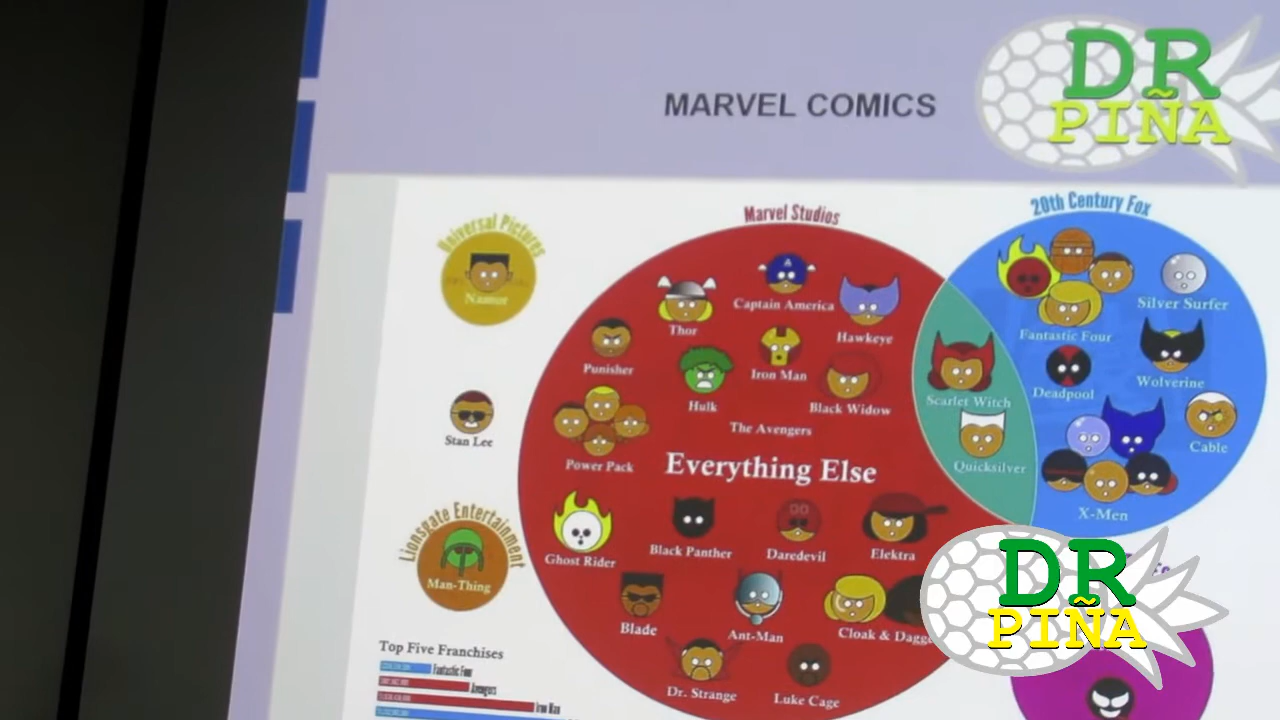 MARVEL COMICS
DR
PIÑA
Universal Pictures
Namor
Stan Lee
Lionsgate Entertainment
Man-Thing
Marvel Studios
Captain America
Thor
Hawkeye
Punisher
Iron Man
Hulk
Black Widow
The Avengers
Power Pack
Everything Else
Ghost Rider
Black Panther
Daredevil
Elektra
Blade
Ant-Man
Cloak & Dagge
Dr. Strange
Luke Cage
Scarlet Witch
Quicksilver
20th Century Fox
Silver Surfer
Fantastic Four
Deadpool
Wolverine
Cable
X-Men
DR
PIÑA
Top Five Franchises
Fantastic Four
Avengers
Iron Man